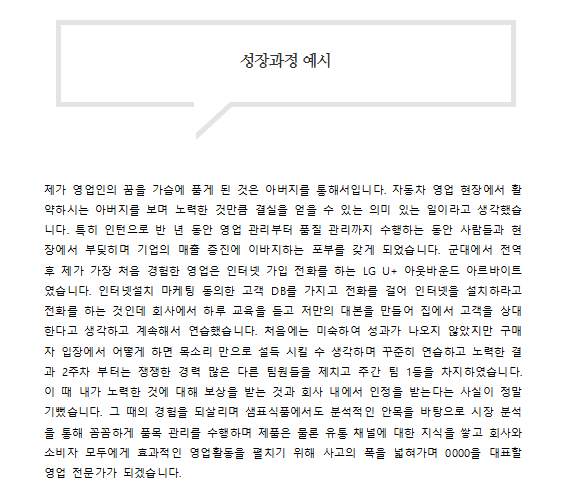 성장과정 예시
제가 영업인의 꿈을 가슴에 품게 된 것은 아버지를 통해서입니다. 자동차 영업 현장에서 활
약하시는 아버지를 보며 노력한 것만큼 결실을 얻을 수 있는 의미 있는 일이라고 생각했습
니다. 특히 인턴으로 반 년 동안 영업 관리부터 품질 관리까지 수행하는 동안 사람들과 현
장에서 부딪히며 기업의 매출 증진에 이바지하는 포부를 갖게 되었습니다. 군대에서 전역
후 제가 가장 처음 경험한 영업은 인터넷 가입 전화를 하는 LG U+ 아웃바운드 아르바이트
였습니다. 인터넷설치 마케팅 동의한 고객 DB를 가지고 전화를 걸어 인터넷을 설치하라고
전화를 하는 것인데 회사에서 하루 교육을 듣고 저만의 대본을 만들어 집에서 고객을 상대
한다고 생각하고 계속해서 연습했습니다. 처음에는 미숙하여 성과가 나오지 않았지만 구매
자 입장에서 어떻게 하면 목소리 만으로 설득 시킬 수 생각하며 꾸준히 연습하고 노력한 결
과 2주차 부터는 쟁쟁한 경력 많은 다른 팀원들을 제치고 주간 팀 1등을 차지하였습니다.
이 때 내가 노력한 것에 대해 보상을 받는 것과 회사 내에서 인정을 받는다는 사실이 정말
기뻤습니다. 그 때의 경험을 되살리며 샘표식품에서도 분석적인 안목을 바탕으로 시장 분석
을 통해 꼼꼼하게 품목 관리를 수행하며 제품은 물론 유통 채널에 대한 지식을 쌓고 회사와
소비자 모두에게 효과적인 영업활동을 펼치기 위해 사고의 폭을 넓혀가며 0000을 대표할
영업 전문가가 되겠습니다.